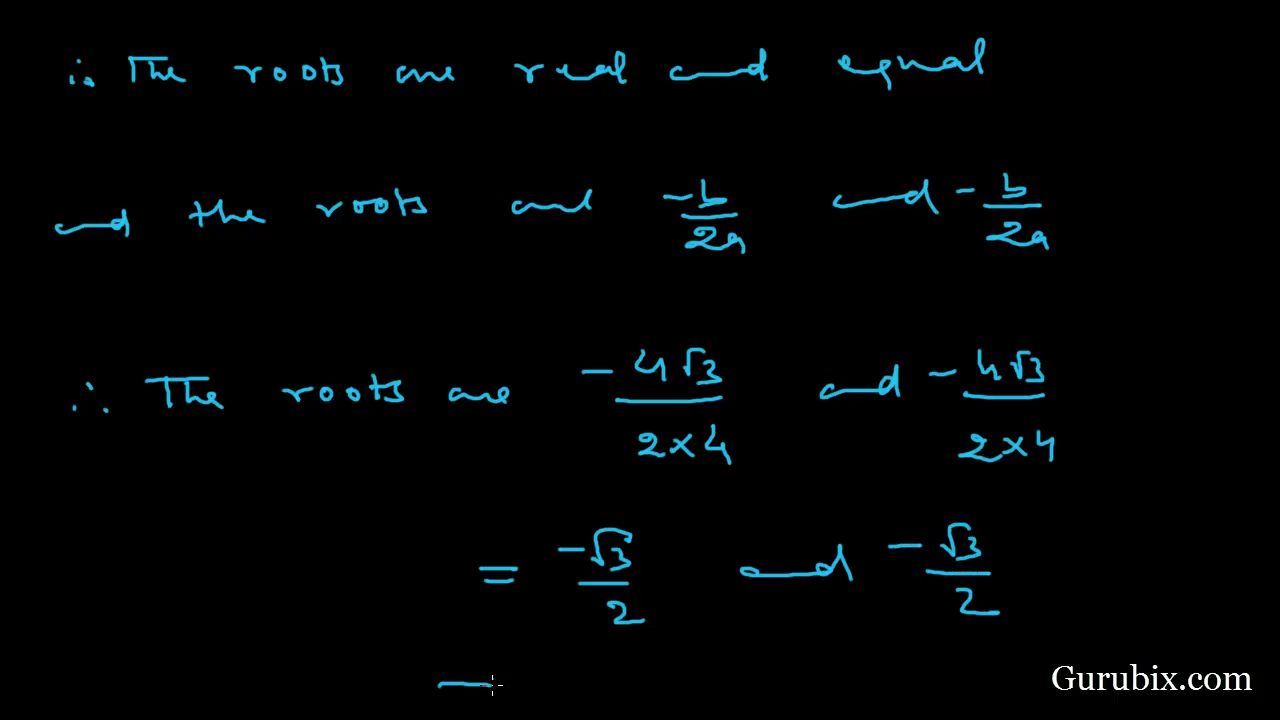 i. The roots are real and equal
and the roots are -b/2a and -b/2a
∴ The roots are -4√3/2×4 and -4√3/2×4
= -√3/2 and -√3/2
Gurubix.com